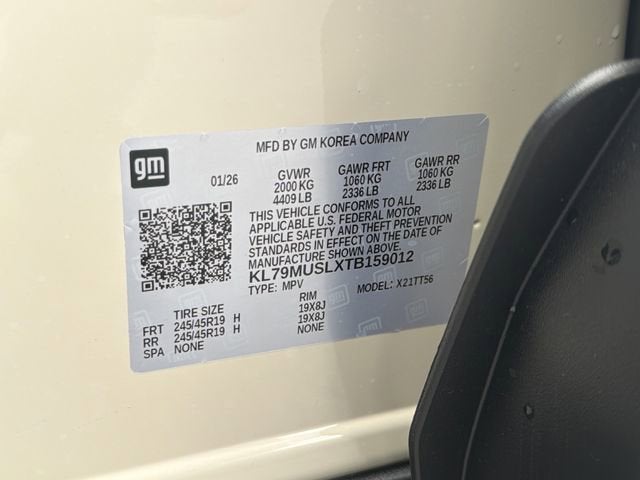 MFD BY GM KOREA COMPANY
gm
01/26
GVWR GAWR FRT GAWR RR
2000 KG 1060 KG 1060 KG
4409 LB 2336 LB 2336 LB
THIS VEHICLE CONFORMS TO ALL
APPLICABLE U.S. FEDERAL MOTOR
VEHICLE SAFETY AND THEFT PREVENTION
STANDARDS IN EFFECT ON THE DATE OF
MANUFACTURE SHOWN ABOVE.
KL79MUSLXTB159012
TYPE: MPV MODEL: X21TT56
TIRE SIZE RIM
FRT 245/45R19 H 19X8J
RR 245/45R19 H 19X8J
SPA NONE NONE